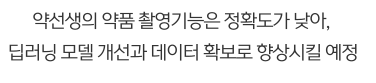 약선생의 약품 촬영기능은 정확도가 낮아,
딥러닝 모델 개선과 데이터 확보로 향상시킬 예정